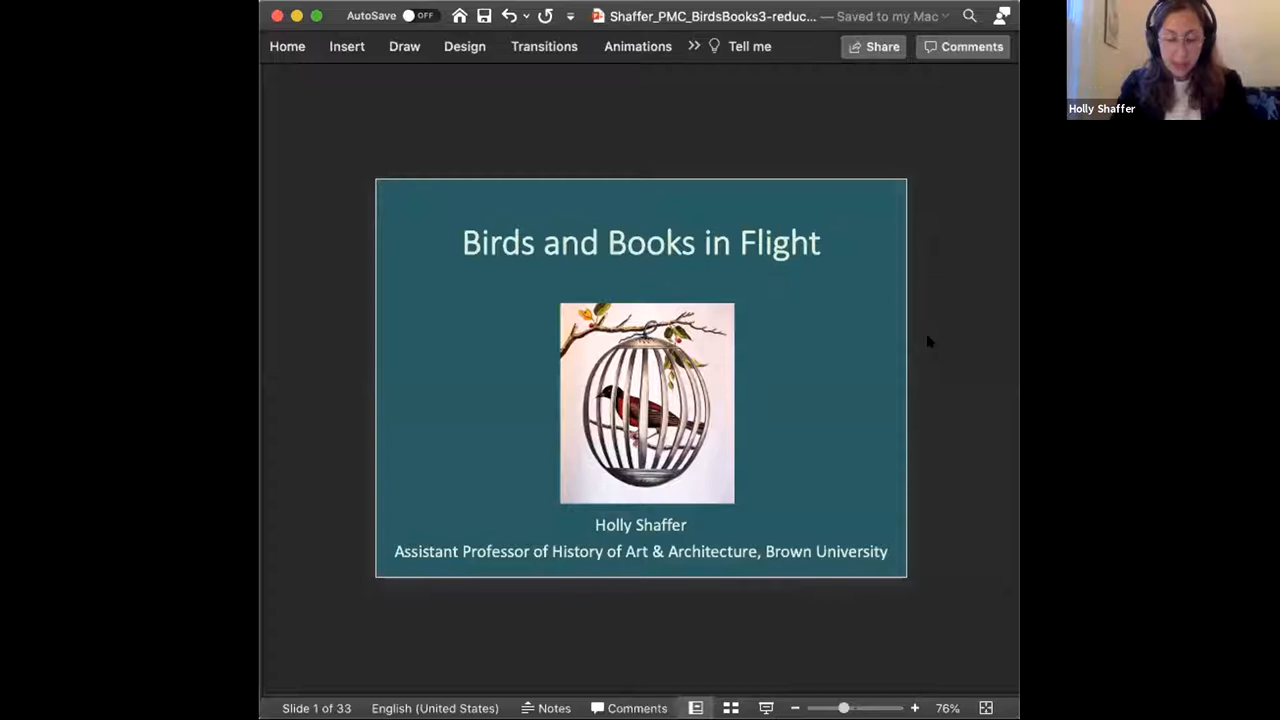 AutoSave OFF Shaffer_PMC_BirdsBooks3-reduc... — Saved to my Mac
Home Insert Draw Design Transitions Animations Tell me Share Comments
Holly Shaffer
Birds and Books in Flight
Holly Shaffer
Assistant Professor of History of Art & Architecture, Brown University
Slide 1 of 33 English (United States) Notes Comments 76%